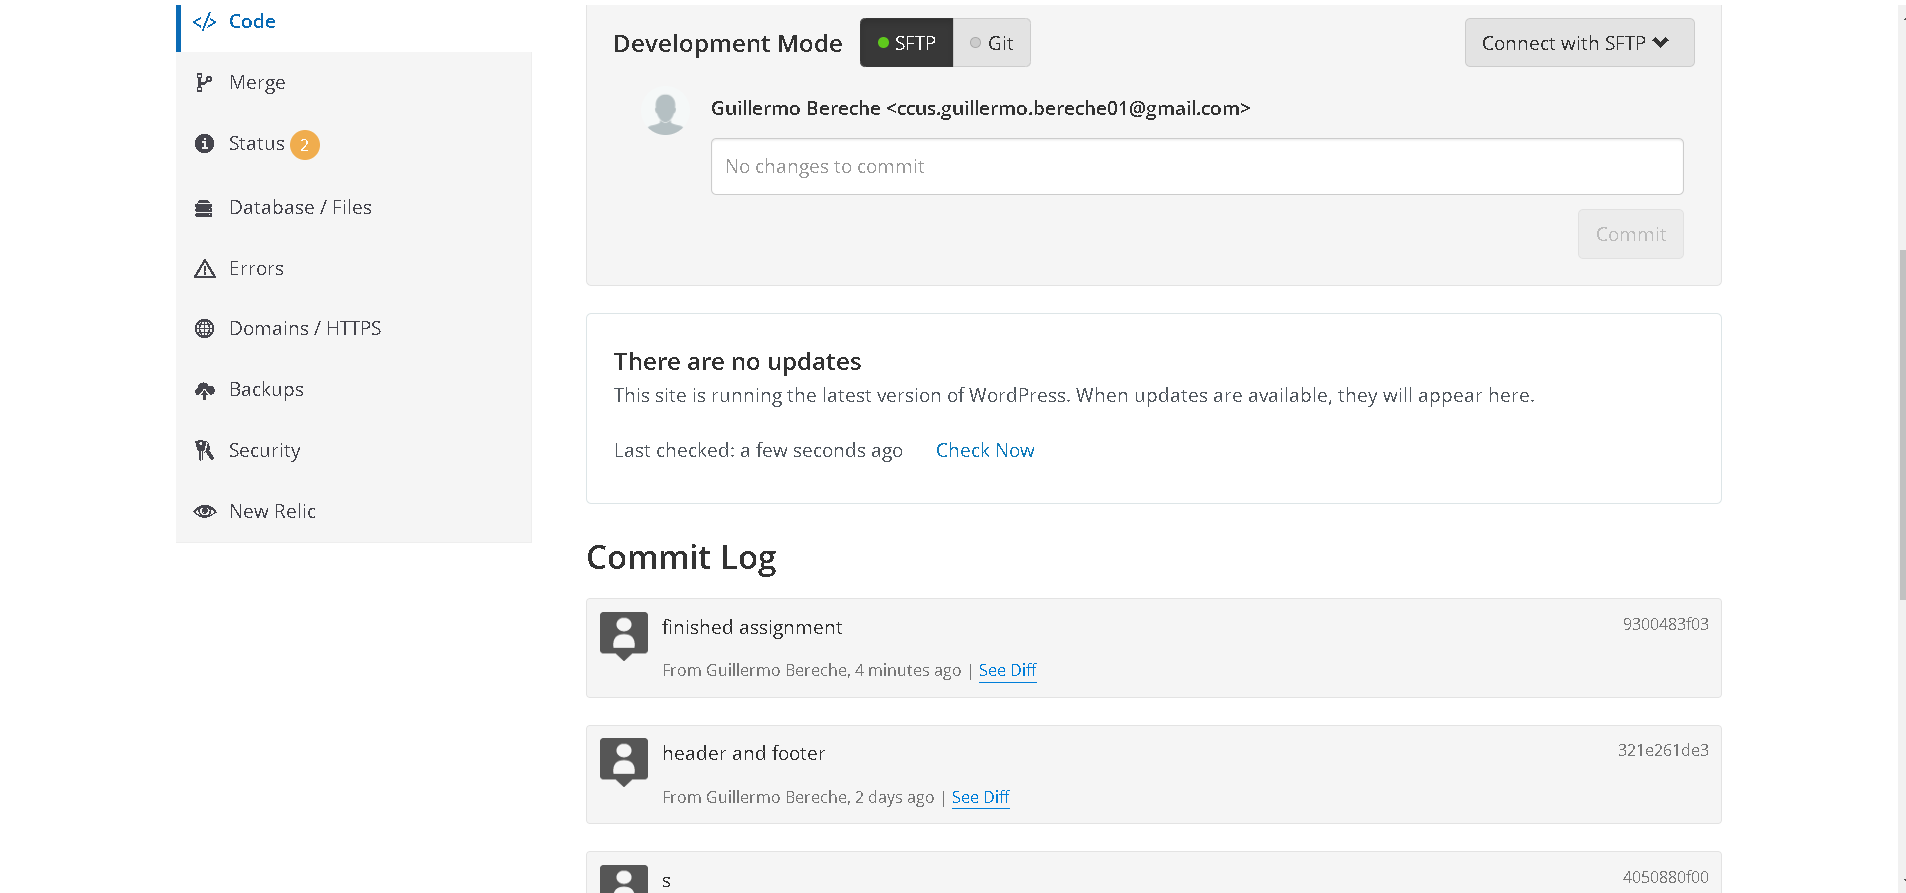 Code
Merge
Status 2
Database / Files
Errors
Domains / HTTPS
Backups
Security
New Relic
Development Mode SFTP Git Connect with SFTP
Guillermo Bereche <ccus.guillermo.bereche01@gmail.com>
No changes to commit
Commit
There are no updates
This site is running the latest version of WordPress. When updates are available, they will appear here.
Last checked: a few seconds ago Check Now
Commit Log
finished assignment 9300483f03
From Guillermo Bereche, 4 minutes ago | See Diff
header and footer 321e261de3
From Guillermo Bereche, 2 days ago | See Diff
s 4050880f00